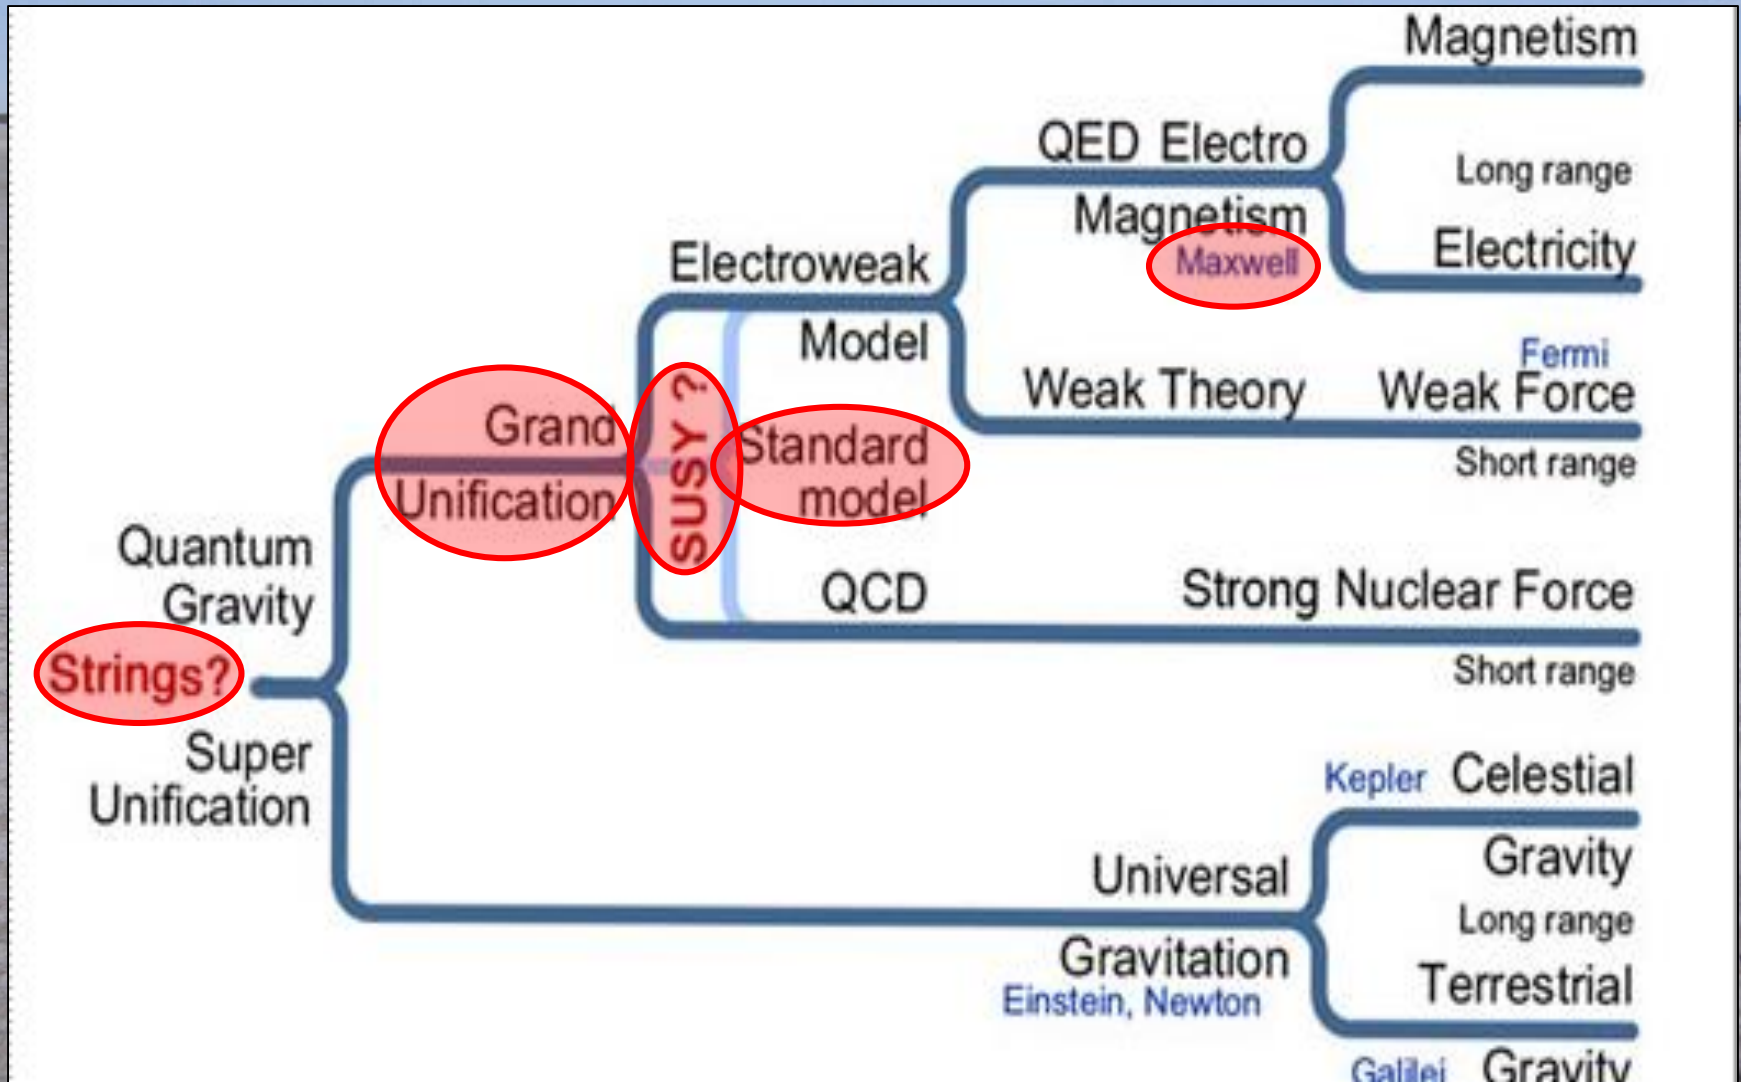 Magnetism
QED Electro
Long range
Magnetism
Maxwell
Electricity
Electroweak
Model
Fermi
Weak Theory
Weak Force
Short range
Grand
Unification
SUSY ?
Standard
model
Quantum
Gravity
QCD
Strong Nuclear Force
Short range
Strings?
Super
Unification
Kepler Celestial
Gravity
Universal
Long range
Gravitation
Einstein, Newton
Terrestrial
Galilei Gravity